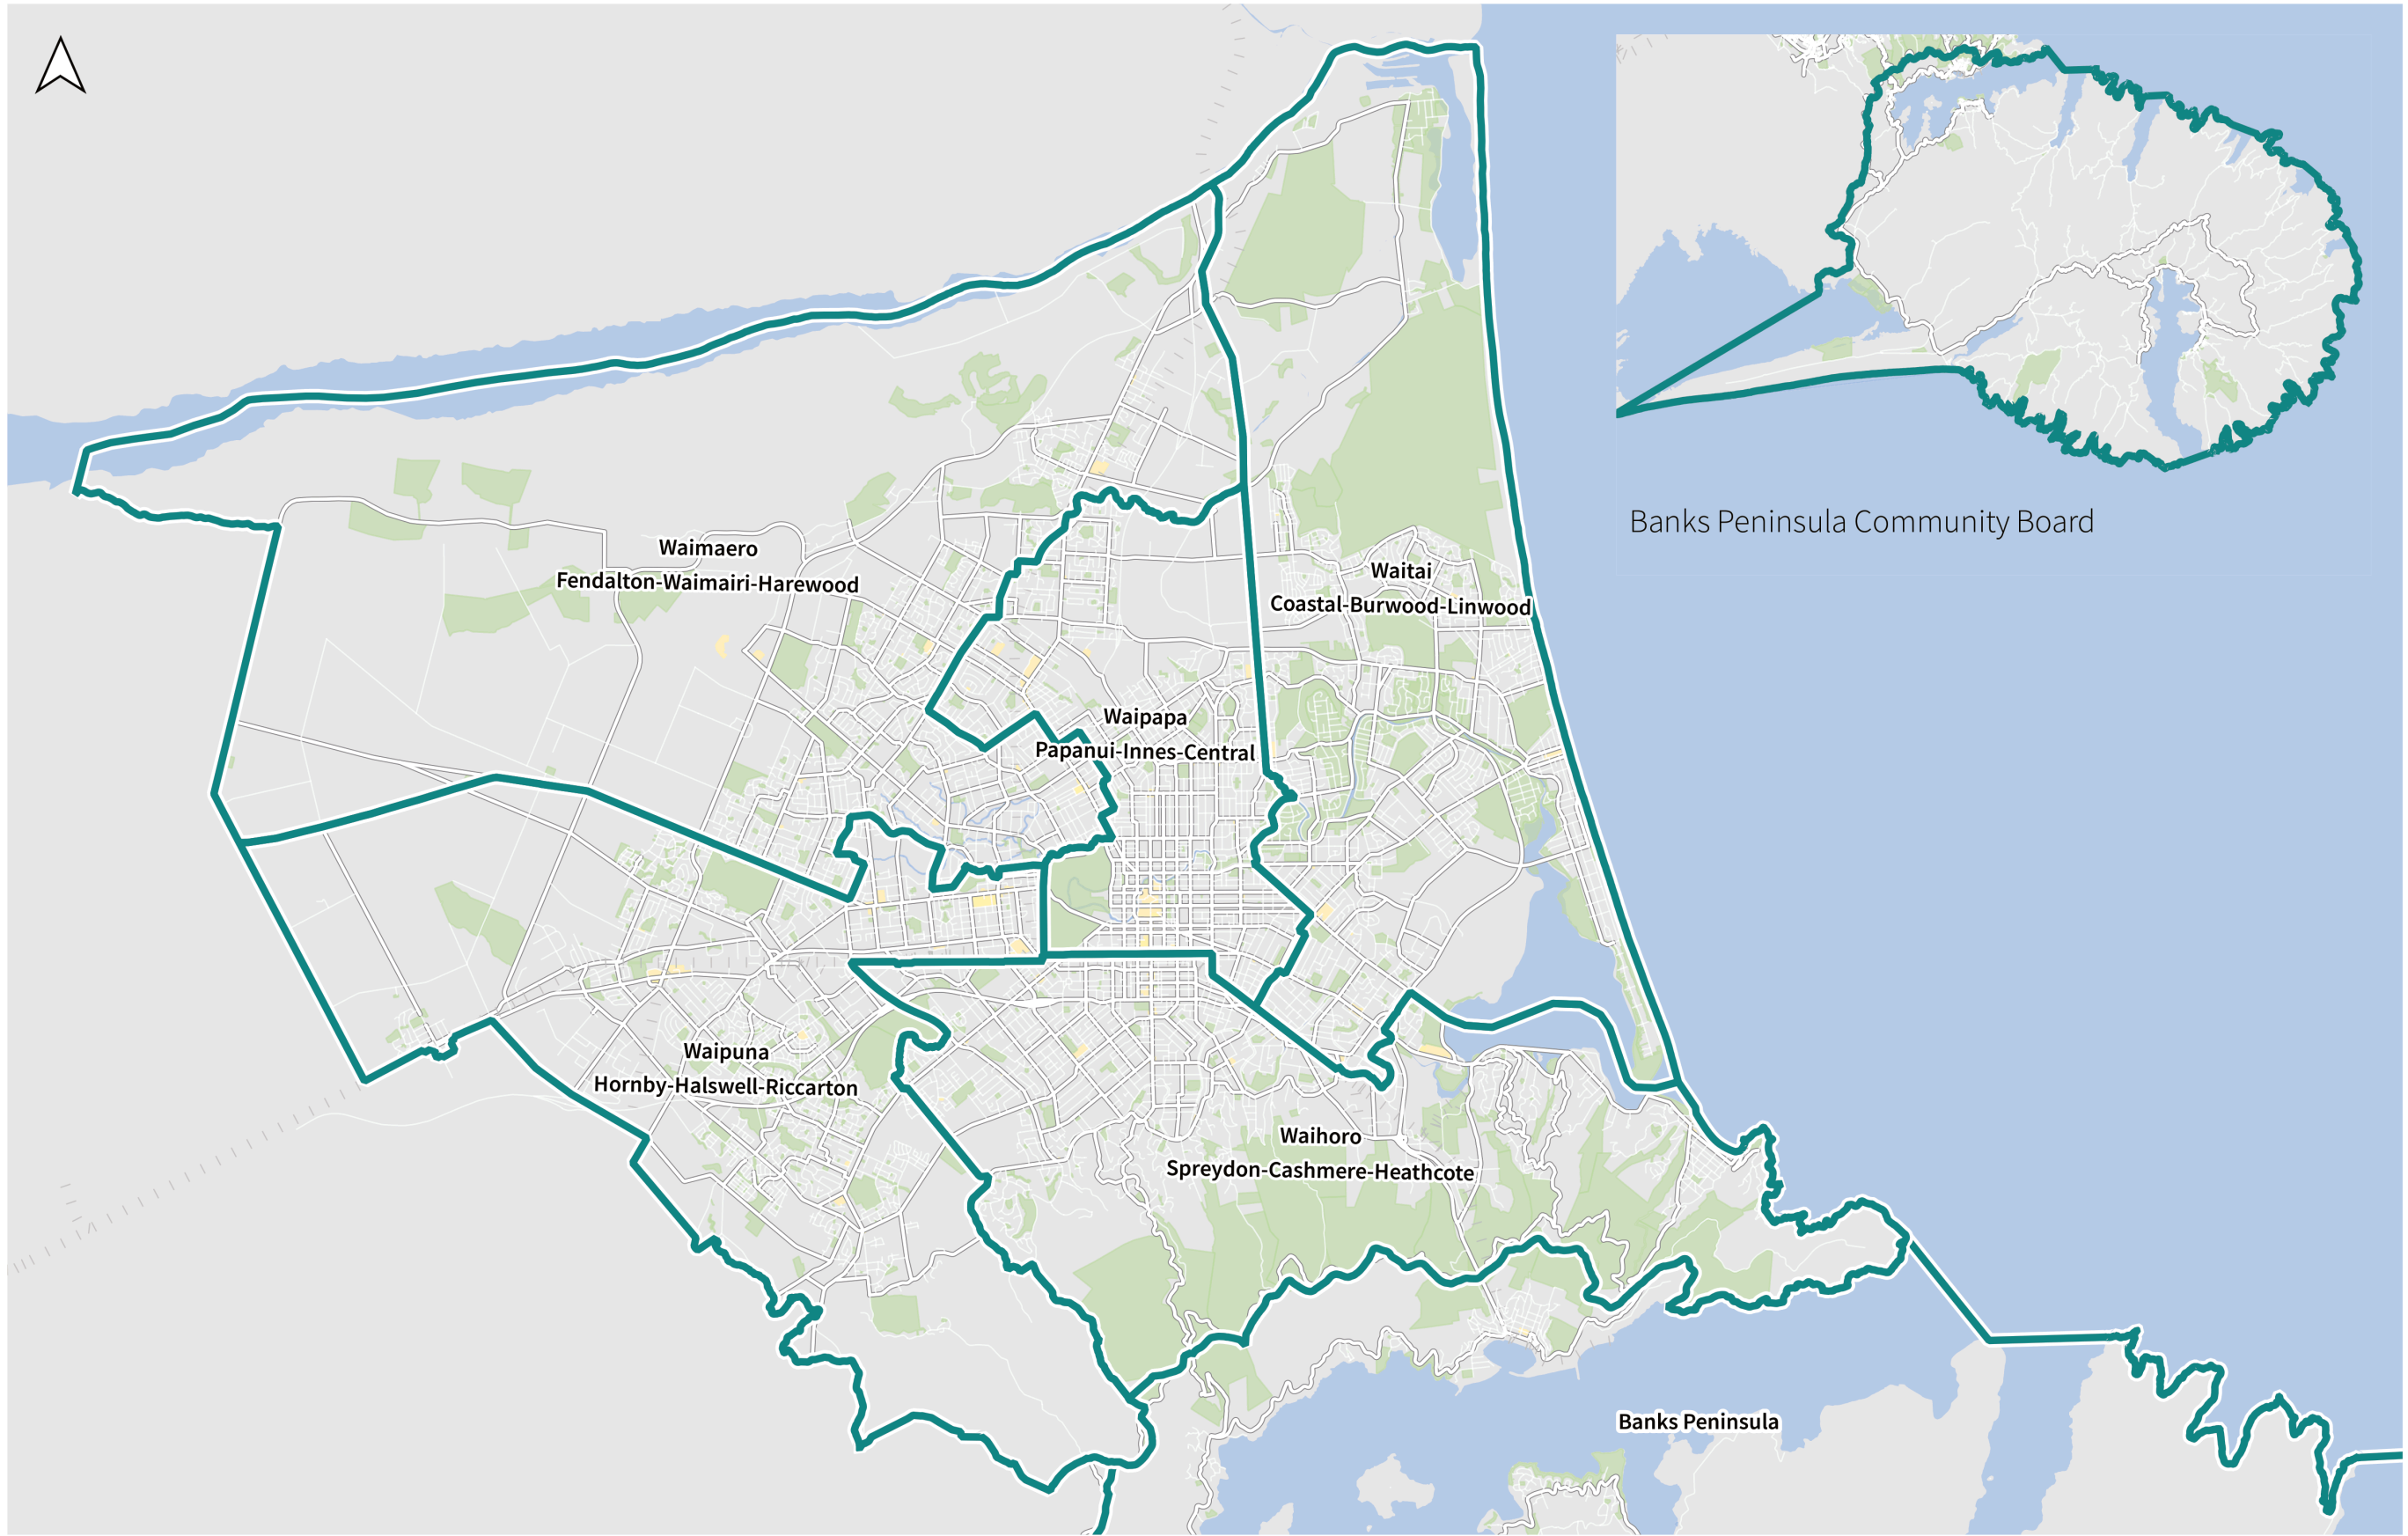 Banks Peninsula Community Board
Waimaero
Fendalton-Waimairi-Harewood
Waitai
Coastal-Burwood-Linwood
Waipapa
Papanui-Innes-Central
Waipuna
Hornby-Halswell-Riccarton
Waihoro
Spreydon-Cashmere-Heathcote
Banks Peninsula